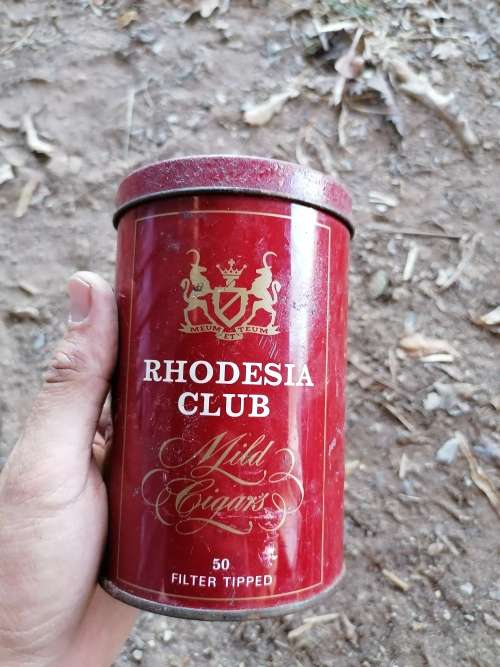 MEUM ET TEUM
RHODESIA
CLUB
Mild
Cigars
50
FILTER TIPPED